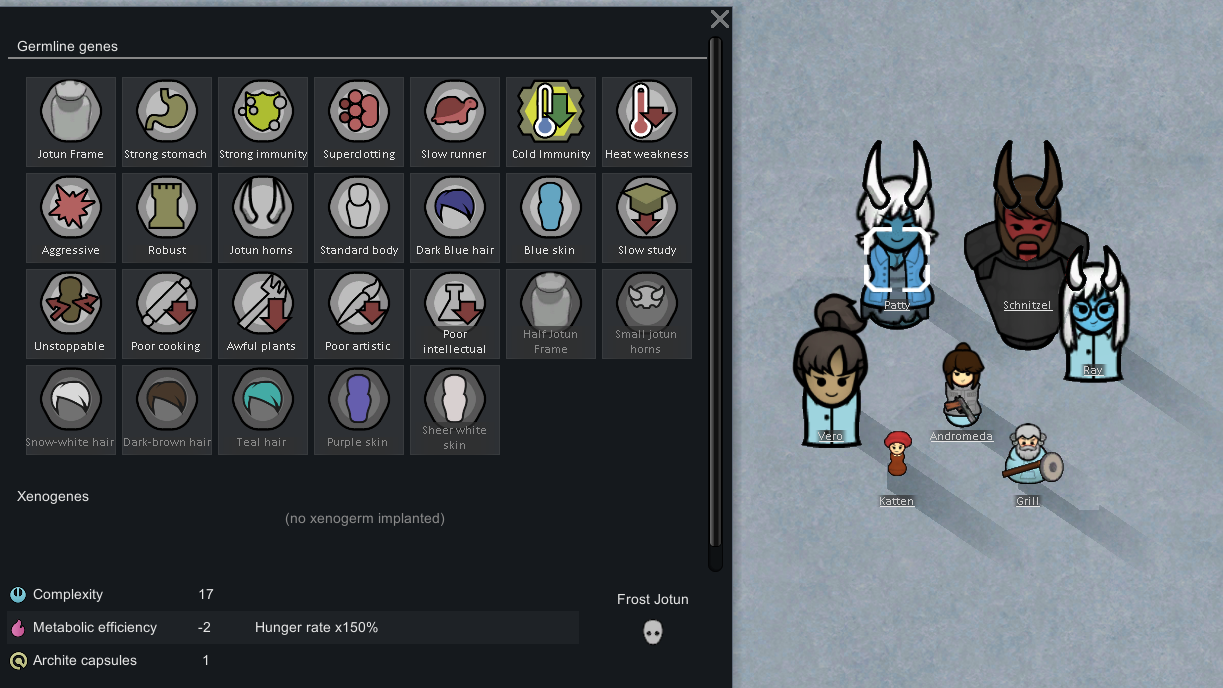 Germline genes
Jotun Frame
Strong stomach
Strong immunity
Superclotting
Slow runner
Cold Immunity
Heat weakness
Aggressive
Robust
Jotun horns
Standard body
Dark Blue hair
Blue skin
Slow study
Unstoppable
Poor cooking
Awful plants
Poor artistic
Poor
intellectual
Half Jotun
Frame
Small jotun
horns
Snow-white hair
Dark-brown hair
Teal hair
Purple skin
Sheer white
skin
Xenogenes
(no xenogerm implanted)
Complexity 17
Metabolic efficiency -2 Hunger rate x150%
Archite capsules 1
Frost Jotun
Patty
Schnitzel
Ray
Vero
Andromeda
Katten
Grill